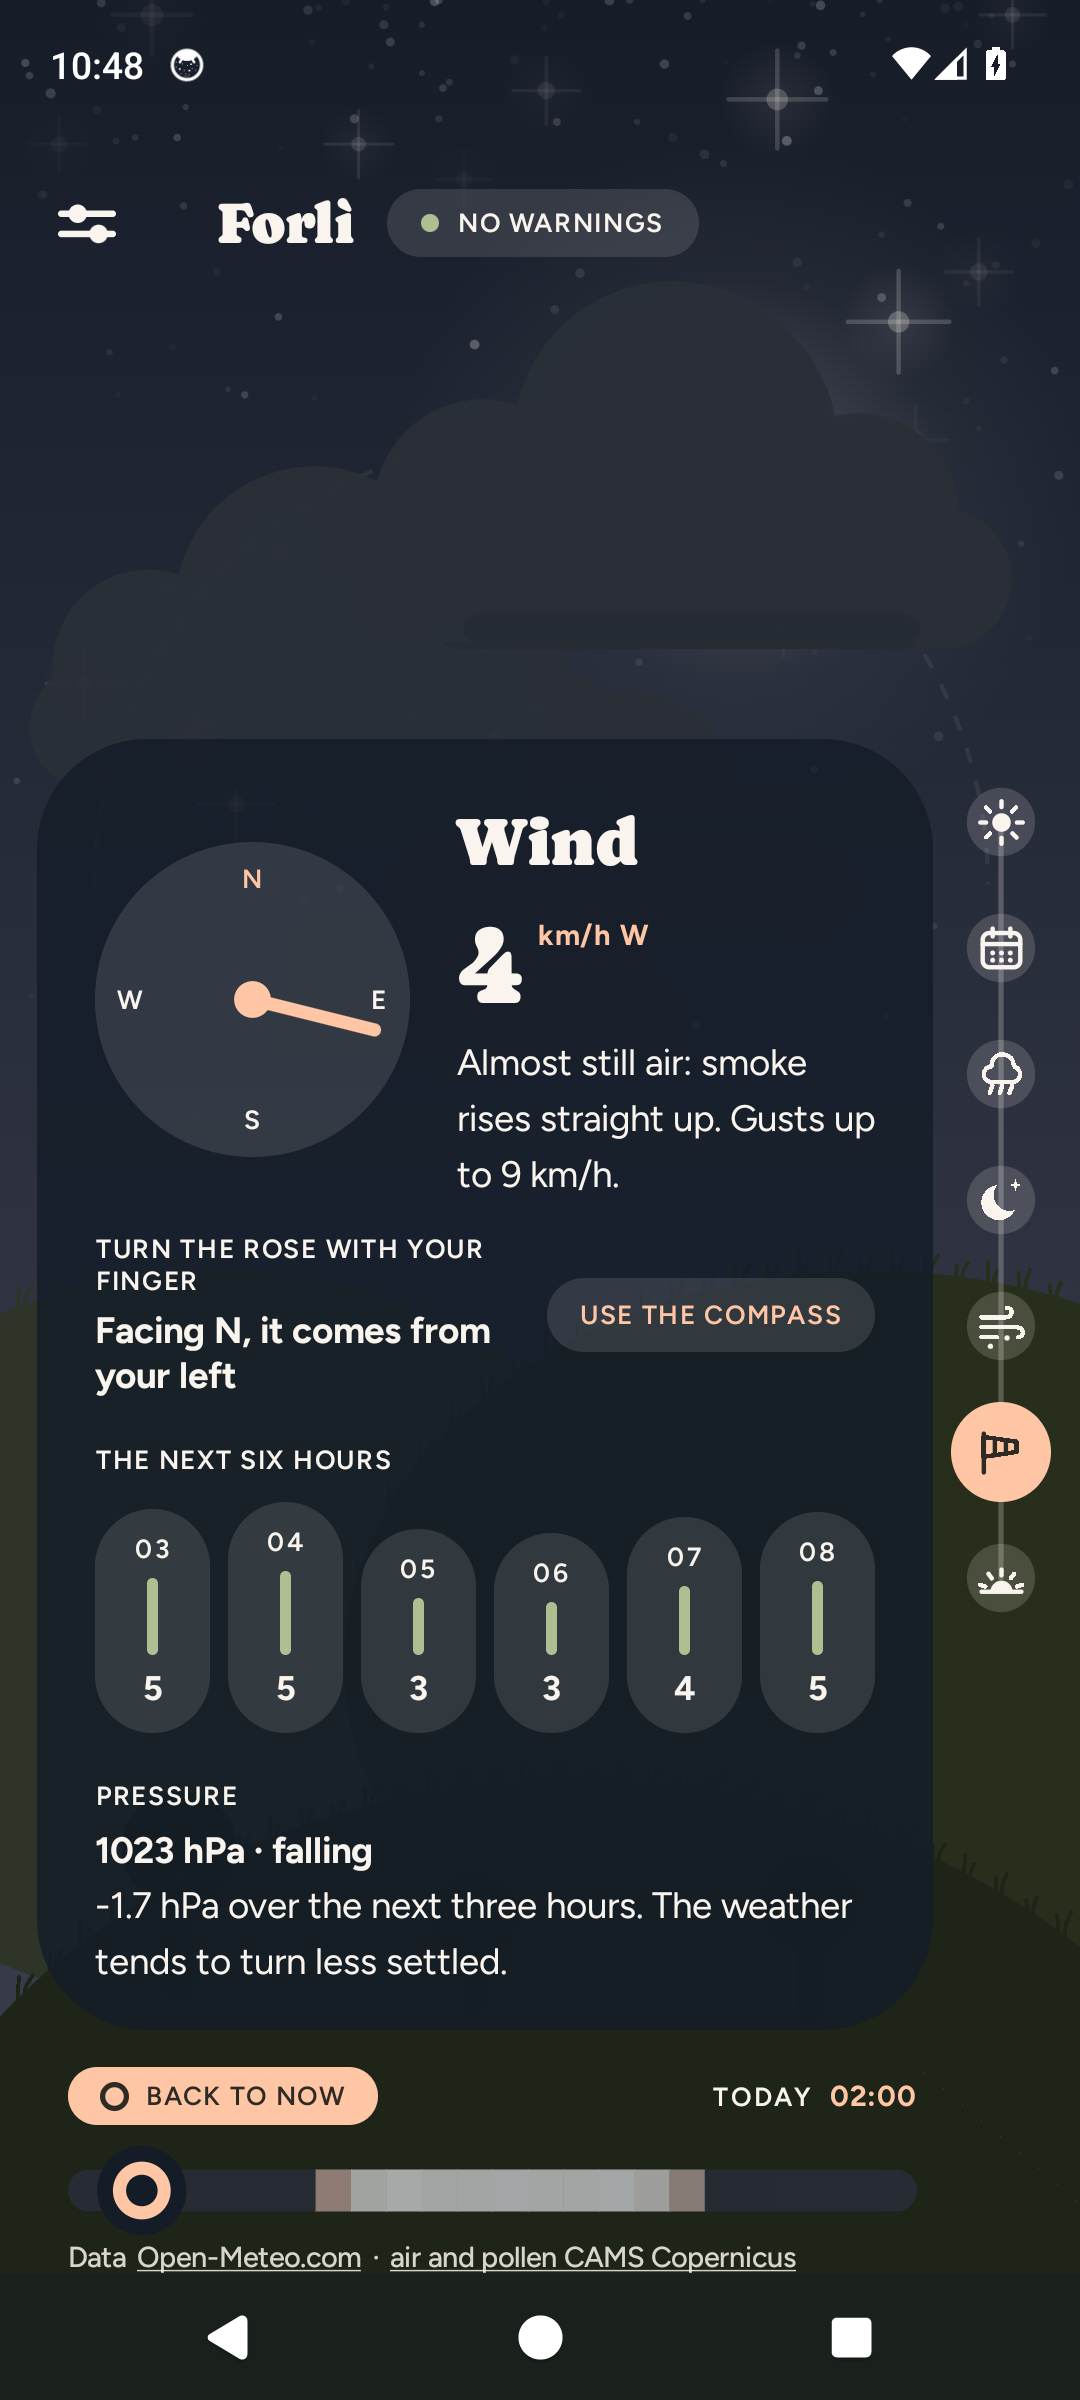 10:48
Forlì
NO WARNINGS
Wind
4 km/h W
N
W
E
S
Almost still air: smoke
rises straight up. Gusts up
to 9 km/h.
TURN THE ROSE WITH YOUR
FINGER
Facing N, it comes from
your left
USE THE COMPASS
THE NEXT SIX HOURS
03 04 05 06 07 08
5 5 3 3 4 5
PRESSURE
1023 hPa · falling
-1.7 hPa over the next three hours. The weather
tends to turn less settled.
BACK TO NOW
TODAY 02:00
Data Open-Meteo.com · air and pollen CAMS Copernicus